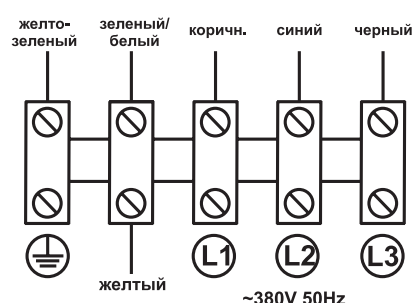 желто-
зеленый
зеленый/
белый
коричн.
синий
черный
желтый
L1
L2
L3
~380V 50Hz